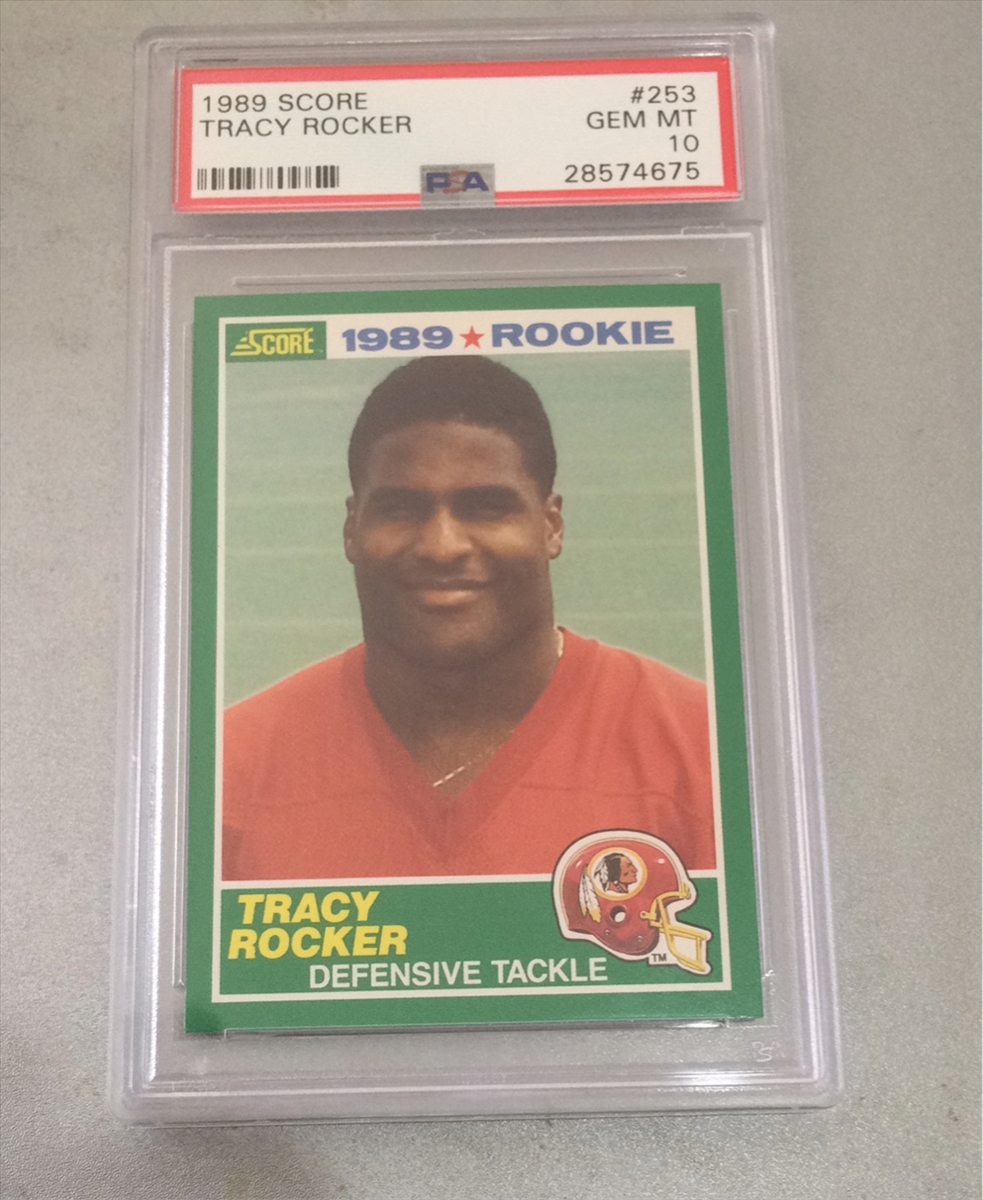 1989 SCORE #253
TRACY ROCKER GEM MT
10
PSA 28574675
SCORE 1989 ★ ROOKIE
TRACY
ROCKER
DEFENSIVE TACKLE
TM